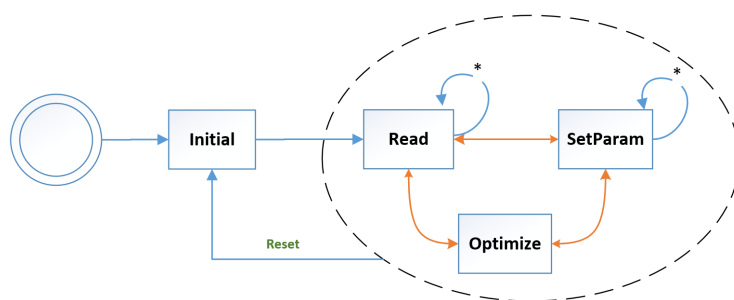 *
*
Initial
Read
SetParam
Reset
Optimize